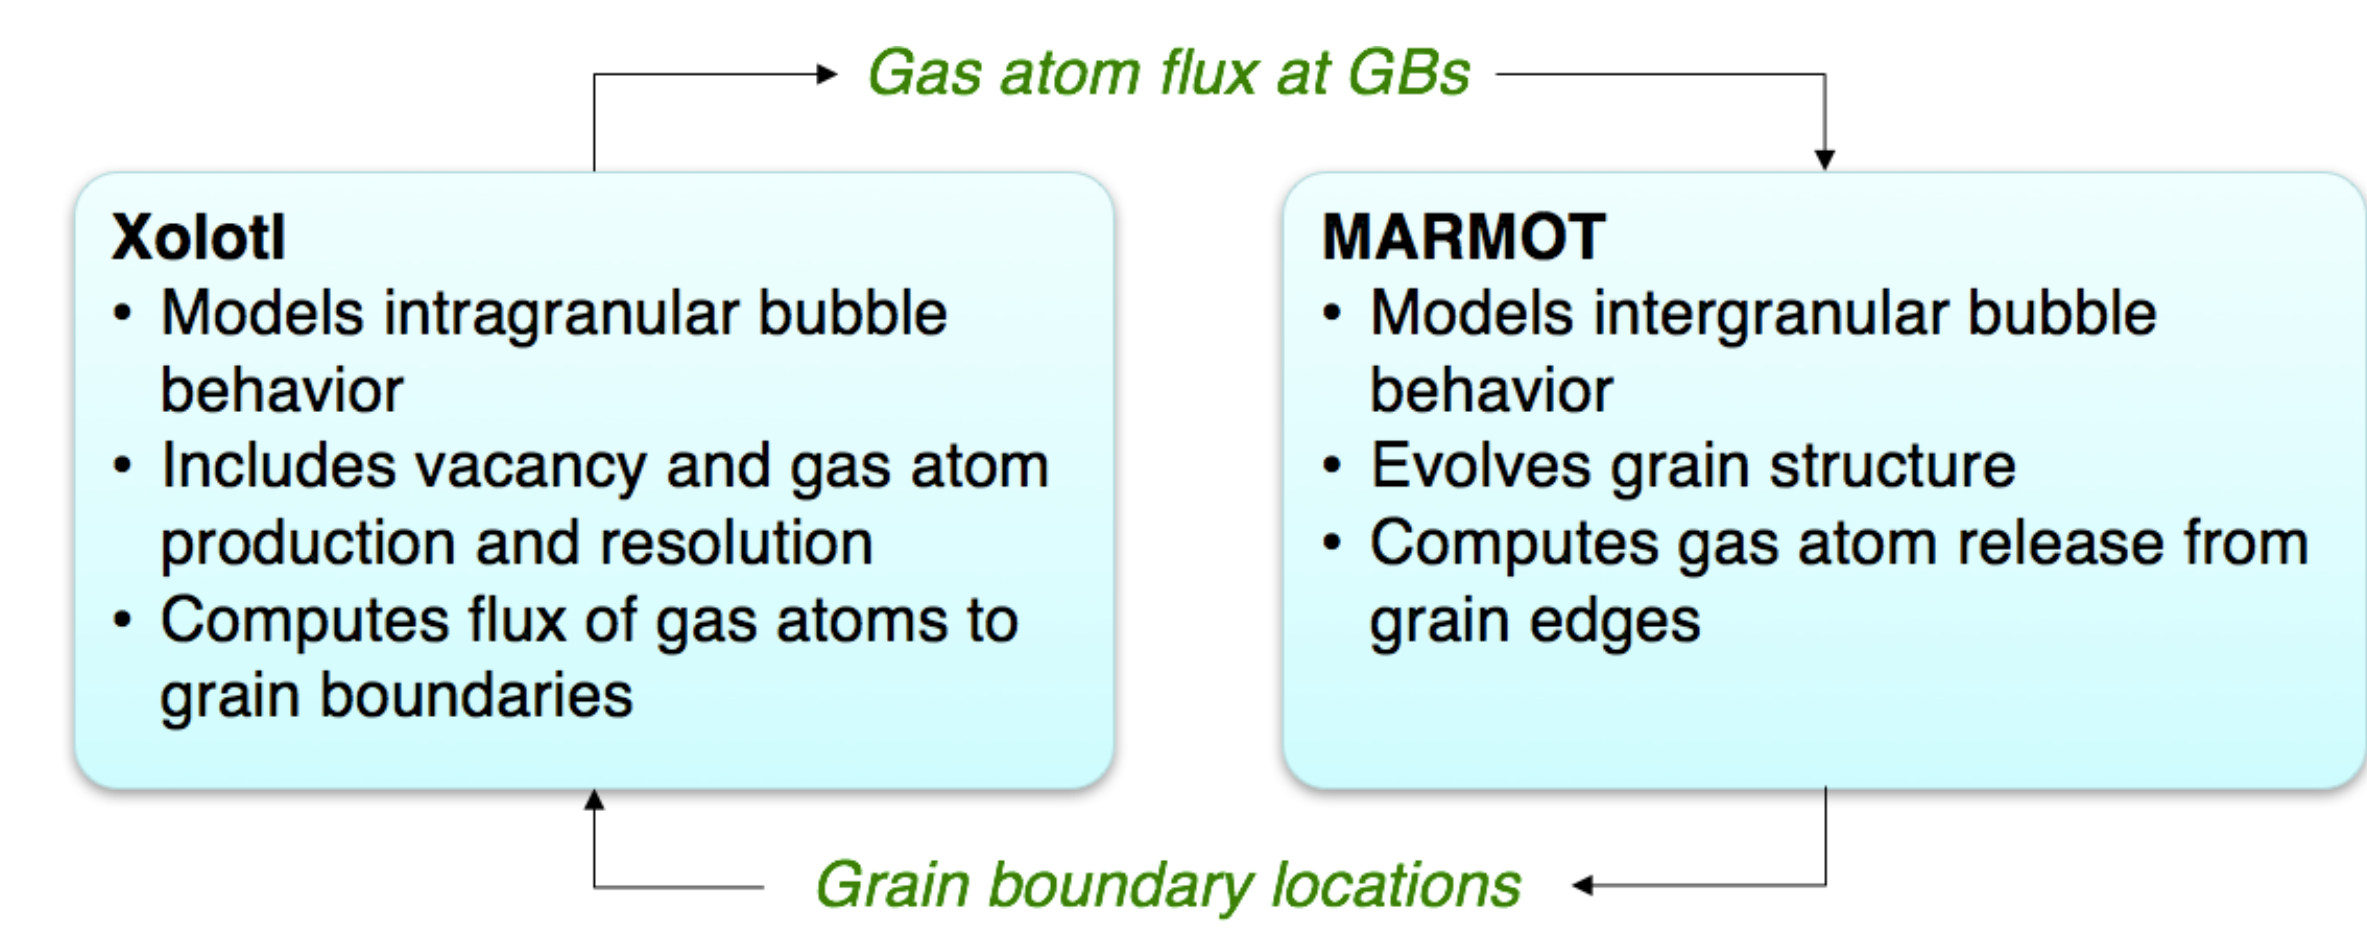 Gas atom flux at GBs
Xolotl
• Models intragranular bubble
behavior
• Includes vacancy and gas atom
production and resolution
• Computes flux of gas atoms to
grain boundaries
MARMOT
• Models intergranular bubble
behavior
• Evolves grain structure
• Computes gas atom release from
grain edges
Grain boundary locations